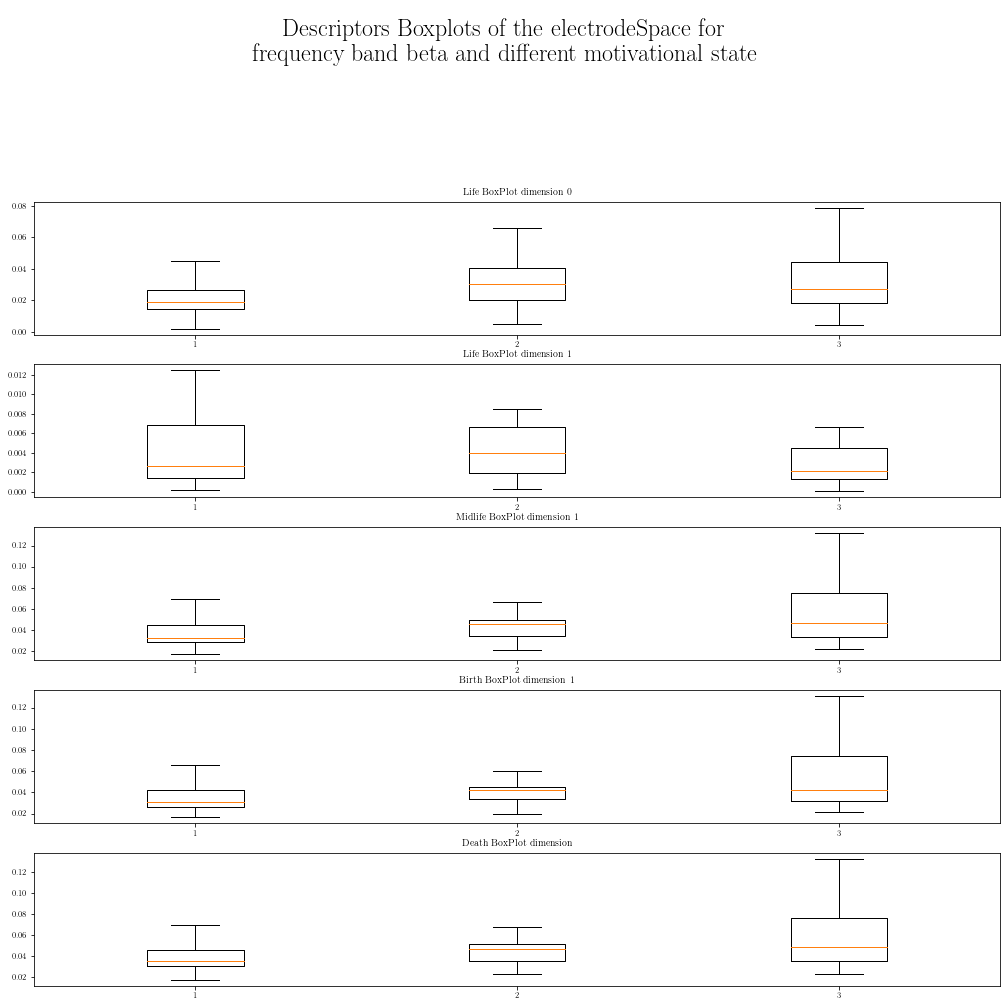 Descriptors Boxplots of the electrodeSpace for
frequency band beta and different motivational state
Life BoxPlot dimension 0
0.08
0.06
0.04
0.02
0.00
1 2 3
Life BoxPlot dimension 1
0.012
0.010
0.008
0.006
0.004
0.002
0.000
1 2 3
Midlife BoxPlot dimension 1
0.12
0.10
0.08
0.06
0.04
0.02
1 2 3
Birth BoxPlot dimension 1
0.12
0.10
0.08
0.06
0.04
0.02
1 2 3
Death BoxPlot dimension
0.12
0.10
0.08
0.06
0.04
0.02
1 2 3